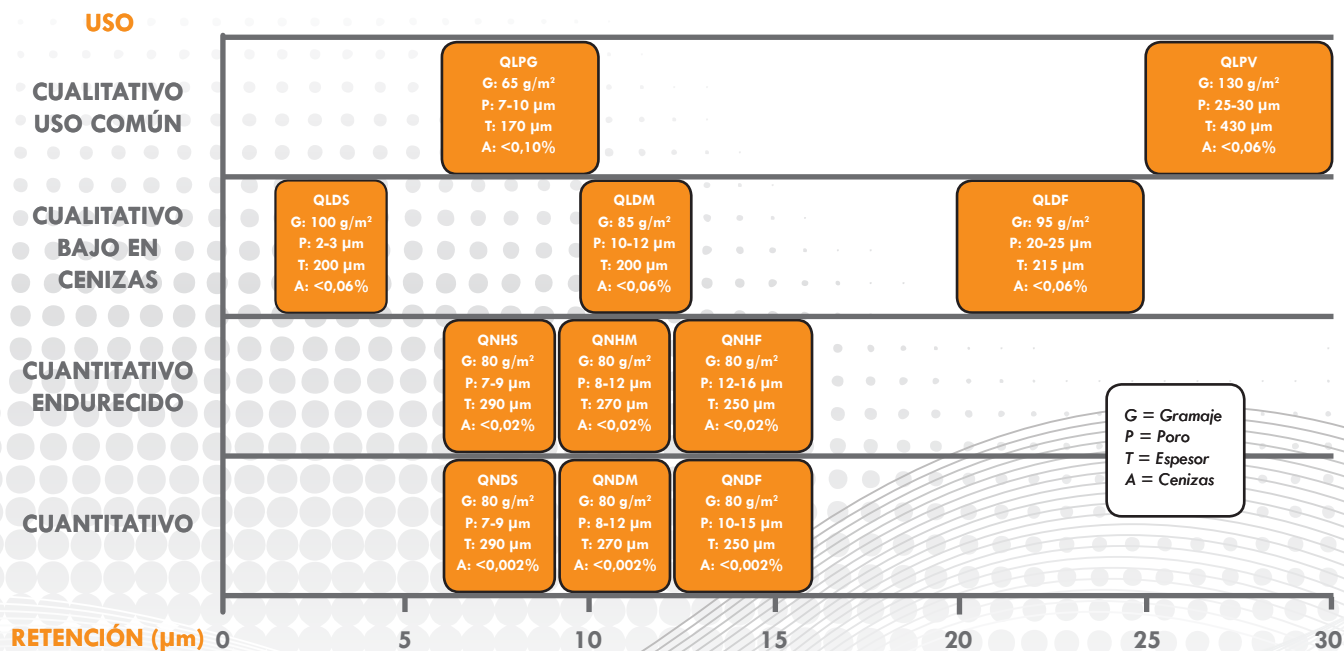 USO
CUALITATIVO
USO COMÚN
QLPG
G: 65 g/m²
P: 7-10 µm
T: 170 µm
A: <0,10%
QLPV
G: 130 g/m²
P: 25-30 µm
T: 430 µm
A: <0,06%
CUALITATIVO
BAJO EN
CENIZAS
QLDS
G: 100 g/m²
P: 2-3 µm
T: 200 µm
A: <0,06%
QLDM
G: 85 g/m²
P: 10-12 µm
T: 200 µm
A: <0,06%
QLDF
Gr: 95 g/m²
P: 20-25 µm
T: 215 µm
A: <0,06%
CUANTITATIVO
ENDURECIDO
QNHS
G: 80 g/m²
P: 7-9 µm
T: 290 µm
A: <0,02%
QNHM
G: 80 g/m²
P: 8-12 µm
T: 270 µm
A: <0,02%
QNHF
G: 80 g/m²
P: 12-16 µm
T: 250 µm
A: <0,02%
G = Gramaje
P = Poro
T = Espesor
A = Cenizas
CUANTITATIVO
QNDS
G: 80 g/m²
P: 7-9 µm
T: 290 µm
A: <0,002%
QNDM
G: 80 g/m²
P: 8-12 µm
T: 270 µm
A: <0,002%
QNDF
G: 80 g/m²
P: 10-15 µm
T: 250 µm
A: <0,002%
RETENCIÓN (µm) 0 5 10 15 20 25 30